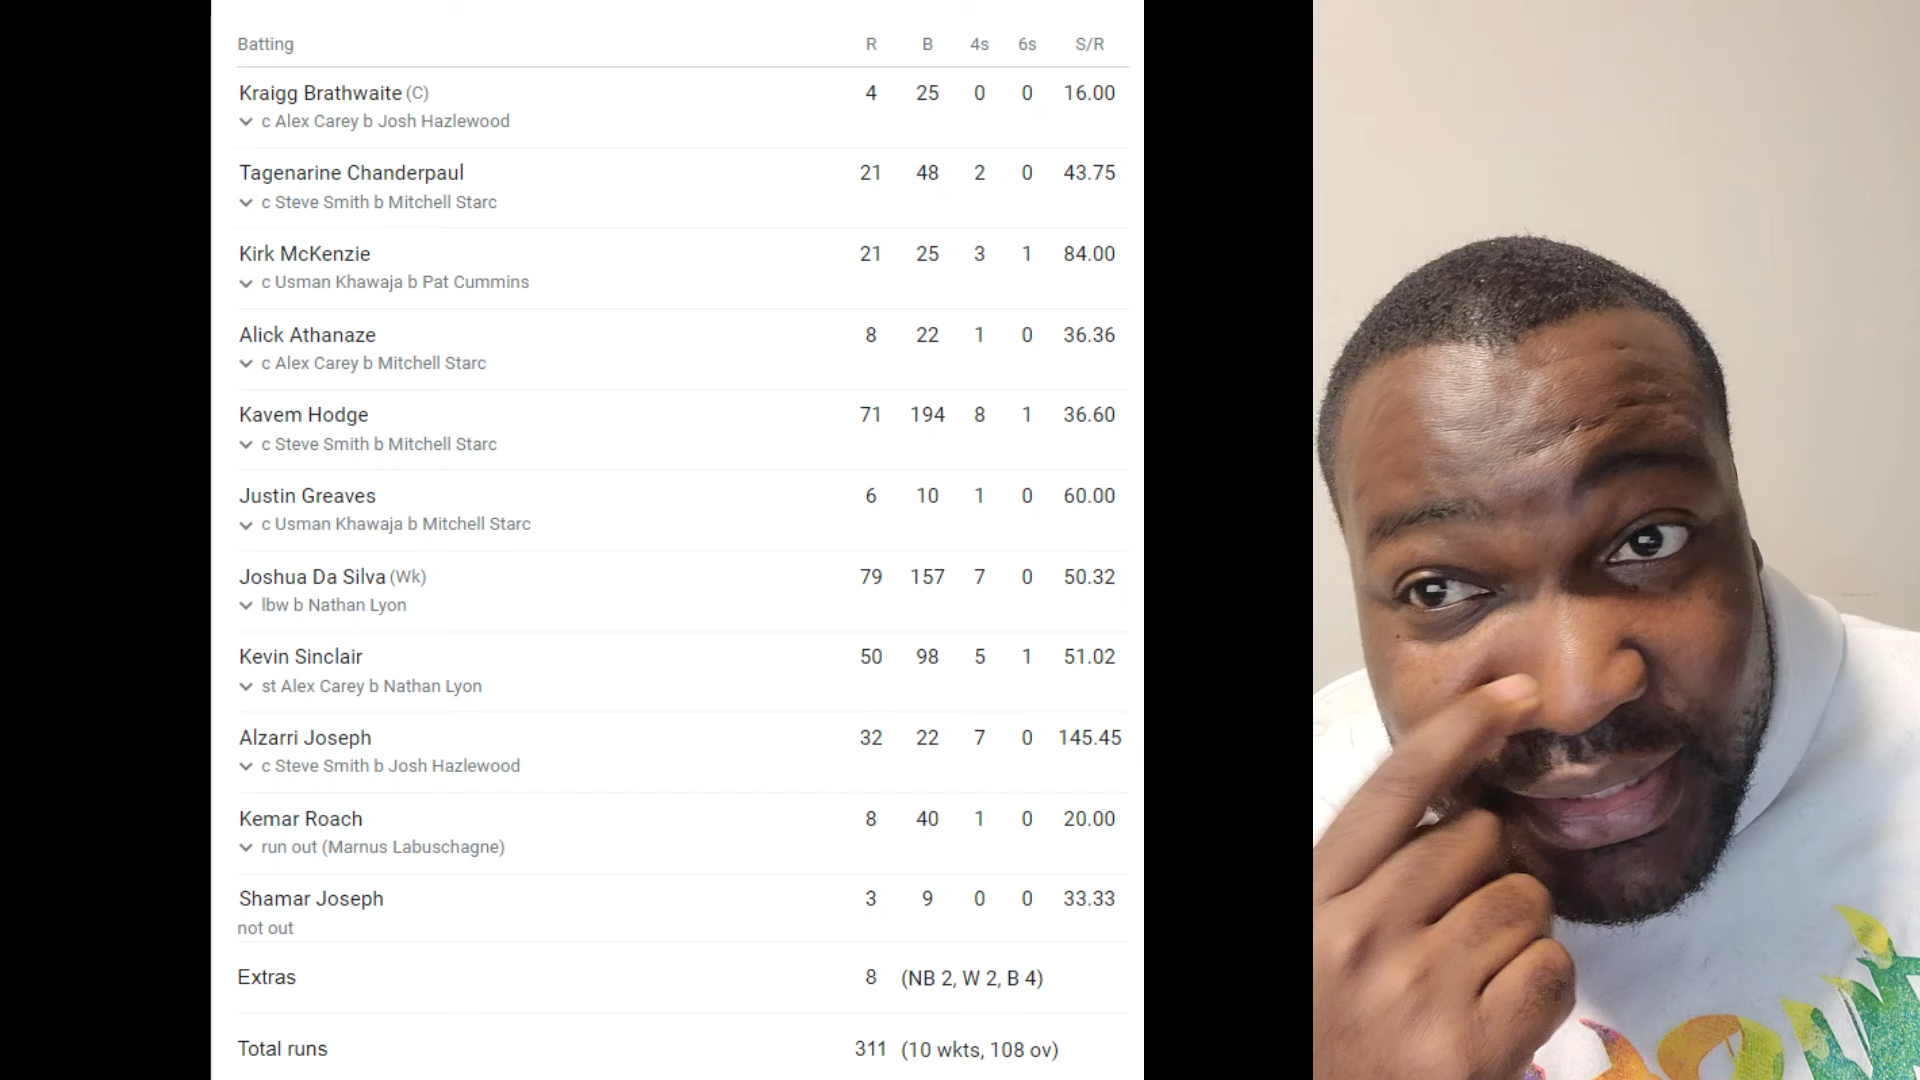 Batting R B 4s 6s S/R
Kraigg Brathwaite (C) 4 25 0 0 16.00
c Alex Carey b Josh Hazlewood
Tagenarine Chanderpaul 21 48 2 0 43.75
c Steve Smith b Mitchell Starc
Kirk McKenzie 21 25 3 1 84.00
c Usman Khawaja b Pat Cummins
Alick Athanaze 8 22 1 0 36.36
c Alex Carey b Mitchell Starc
Kavem Hodge 71 194 8 1 36.60
c Steve Smith b Mitchell Starc
Justin Greaves 6 10 1 0 60.00
c Usman Khawaja b Mitchell Starc
Joshua Da Silva (Wk) 79 157 7 0 50.32
lbw b Nathan Lyon
Kevin Sinclair 50 98 5 1 51.02
st Alex Carey b Nathan Lyon
Alzarri Joseph 32 22 7 0 145.45
c Steve Smith b Josh Hazlewood
Kemar Roach 8 40 1 0 20.00
run out (Marnus Labuschagne)
Shamar Joseph 3 9 0 0 33.33
not out
Extras 8 (NB 2, W 2, B 4)
Total runs 311 (10 wkts, 108 ov)